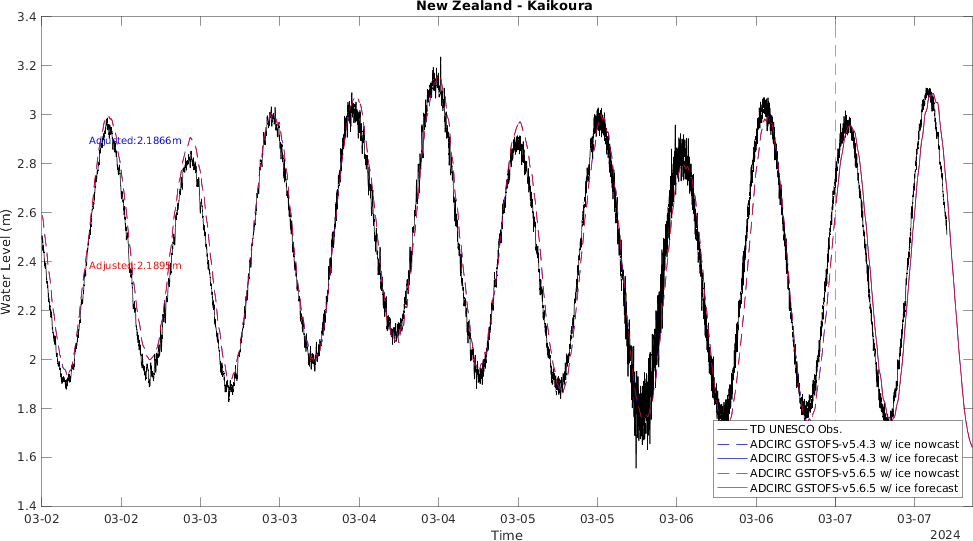 New Zealand - Kaikoura
3.4
3.2
3
2.8
2.6
2.4
2.2
2
1.8
1.6
1.4
Water Level (m)
Adjusted:2.1866m
Adjusted:2.1895m
TD UNESCO Obs.
ADCIRC GSTOFS-v5.4.3 w/ ice nowcast
ADCIRC GSTOFS-v5.4.3 w/ ice forecast
ADCIRC GSTOFS-v5.6.5 w/ ice nowcast
ADCIRC GSTOFS-v5.6.5 w/ ice forecast
03-02 03-02 03-03 03-03 03-04 03-04 03-05 03-05 03-06 03-06 03-07 03-07
Time
2024